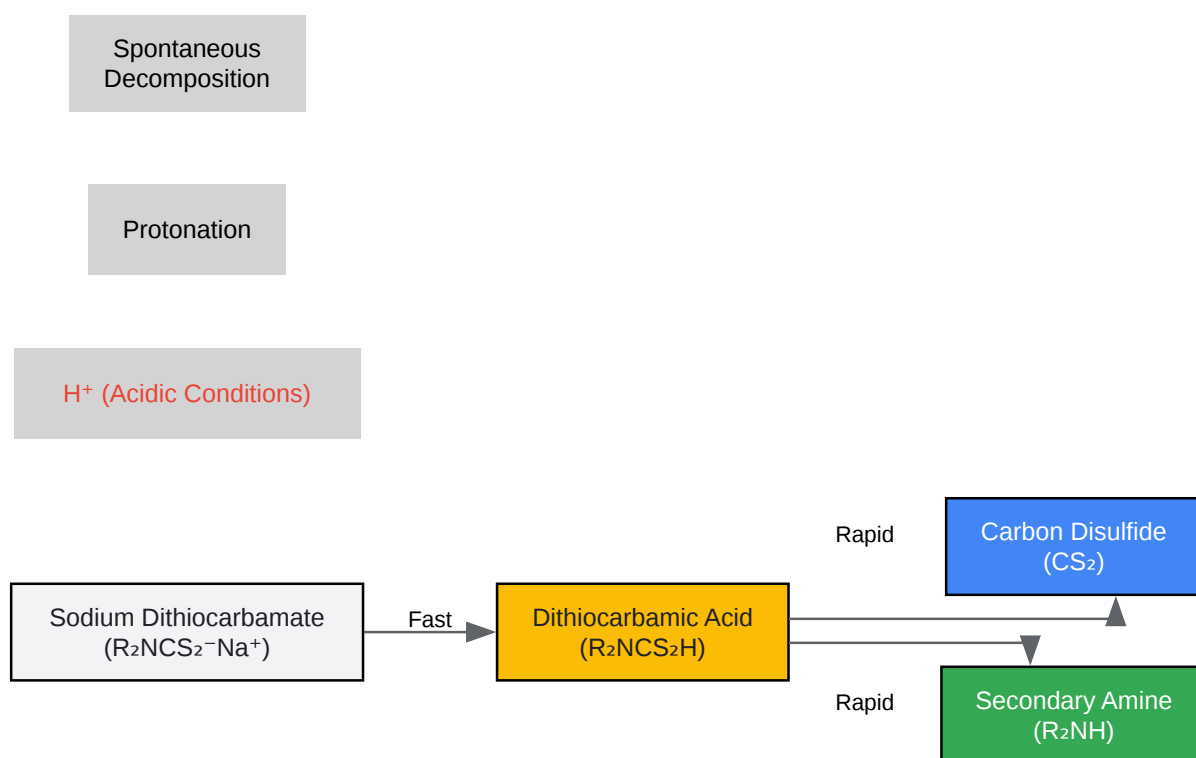 Spontaneous
Decomposition
Protonation
H⁺ (Acidic Conditions)
Rapid
Carbon Disulfide
(CS₂)
Sodium Dithiocarbamate
(R₂NCS₂⁻Na⁺)
Fast
Dithiocarbamic Acid
(R₂NCS₂H)
Rapid
Secondary Amine
(R₂NH)